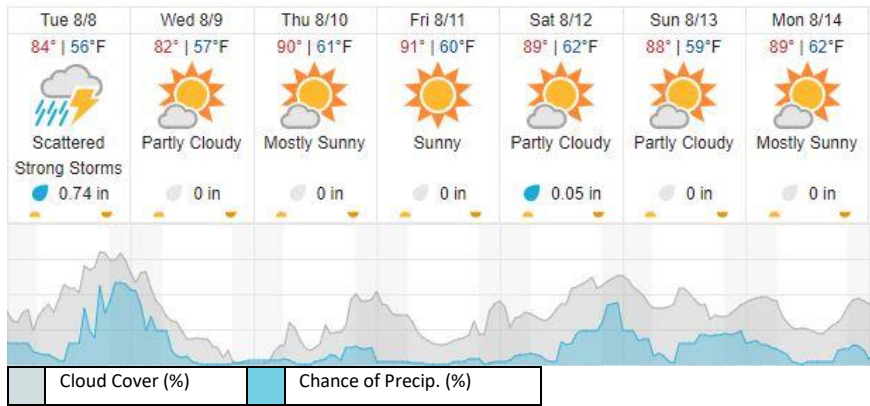 Tue 8/8 Wed 8/9 Thu 8/10 Fri 8/11 Sat 8/12 Sun 8/13 Mon 8/14
84° | 56°F 82° | 57°F 90° | 61°F 91° | 60°F 89° | 62°F 88° | 59°F 89° | 62°F
Scattered Partly Cloudy Mostly Sunny Sunny Partly Cloudy Partly Cloudy Mostly Sunny
Strong Storms
0.74 in 0 in 0 in 0 in 0.05 in 0 in 0 in
Cloud Cover (%) Chance of Precip. (%)